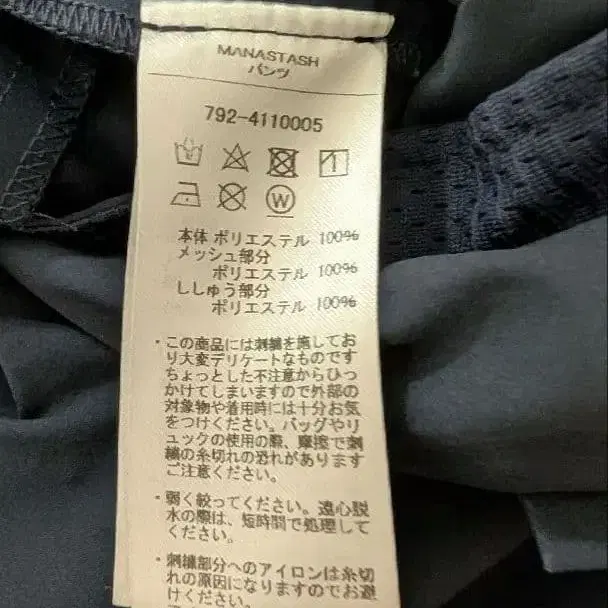 MANASTASH
パンツ
792-4110005
W
本体 ポリエステル 100%
メッシュ部分
ポリエステル 100%
ししゅう部分
ポリエステル 100%
・この商品には刺繍を施してお
り大変デリケートなものです
ちょっとした不注意からひっ
かけてしまいますので外部の
対象物や着用時には十分お気
をつけください。バッグやリ
ュックの使用の際、摩擦で刺
繍の糸切れの恐れがあります
ご注意ください。
・弱く絞ってください。遠心脱
水の際は、短時間で処理して
ください。
・刺繍部分へのアイロンは糸切
れの原因になりますのでお避
けください。